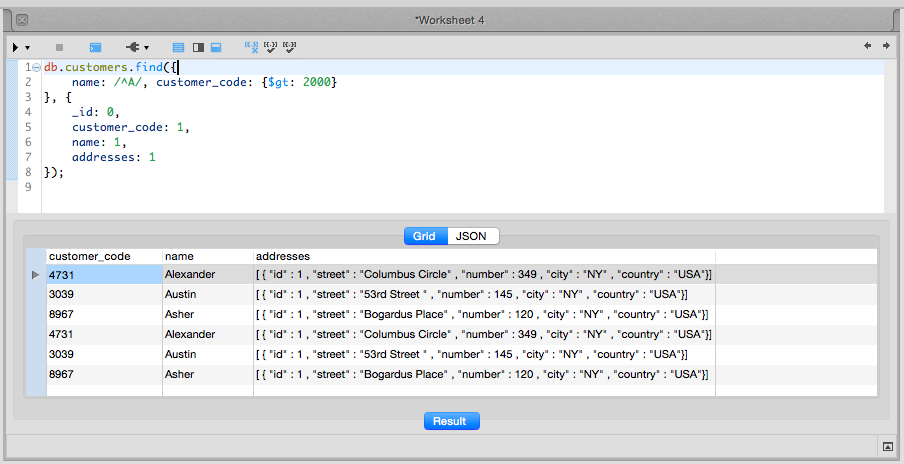 *Worksheet 4
1 db.customers.find({
2 name: /^A/, customer_code: {$gt: 2000}
3 }, {
4 _id: 0,
5 customer_code: 1,
6 name: 1,
7 addresses: 1
8 });
9
Grid JSON
customer_code name addresses
4731 Alexander [ { "id" : 1 , "street" : "Columbus Circle" , "number" : 349 , "city" : "NY" , "country" : "USA"}]
3039 Austin [ { "id" : 1 , "street" : "53rd Street " , "number" : 145 , "city" : "NY" , "country" : "USA"}]
8967 Asher [ { "id" : 1 , "street" : "Bogardus Place" , "number" : 120 , "city" : "NY" , "country" : "USA"}]
4731 Alexander [ { "id" : 1 , "street" : "Columbus Circle" , "number" : 349 , "city" : "NY" , "country" : "USA"}]
3039 Austin [ { "id" : 1 , "street" : "53rd Street " , "number" : 145 , "city" : "NY" , "country" : "USA"}]
8967 Asher [ { "id" : 1 , "street" : "Bogardus Place" , "number" : 120 , "city" : "NY" , "country" : "USA"}]
Result